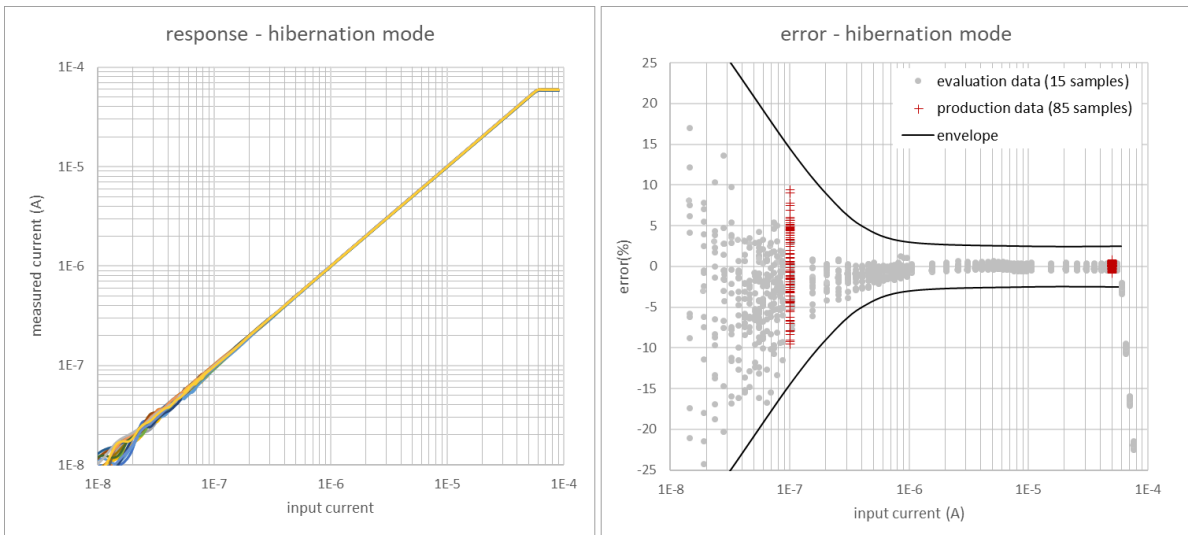 response - hibernation mode
1E-4
1E-5
1E-6
1E-7
1E-8
measured current (A)
1E-8
1E-7
1E-6
1E-5
1E-4
input current
error - hibernation mode
25
20
15
10
5
0
-5
-10
-15
-20
-25
error(%)
evaluation data (15 samples)
production data (85 samples)
envelope
1E-8
1E-7
1E-6
1E-5
1E-4
input current (A)